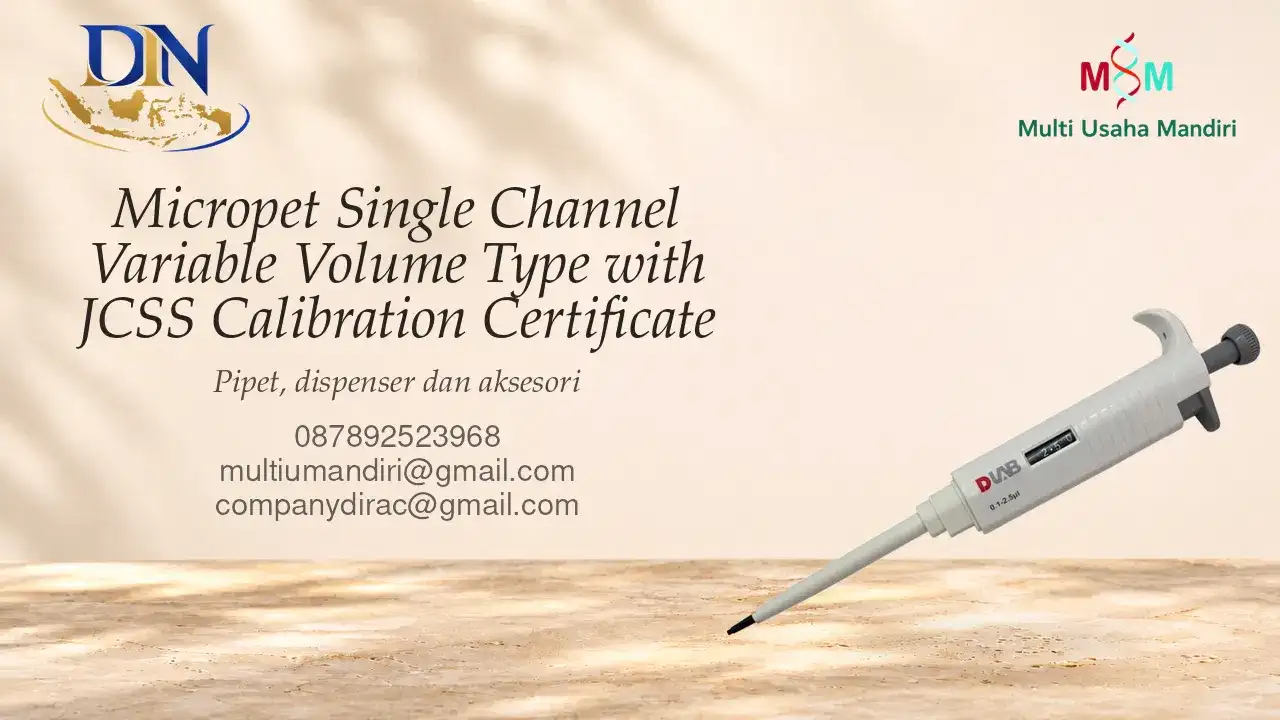 DIN
MSM
Multi Usaha Mandiri
Micropet Single Channel
Variable Volume Type with
JCSS Calibration Certificate
Pipet, dispenser dan aksesori
087892523968
multiumandiri@gmail.com
companydirac@gmail.com
DLAB
0.1-2.5µl